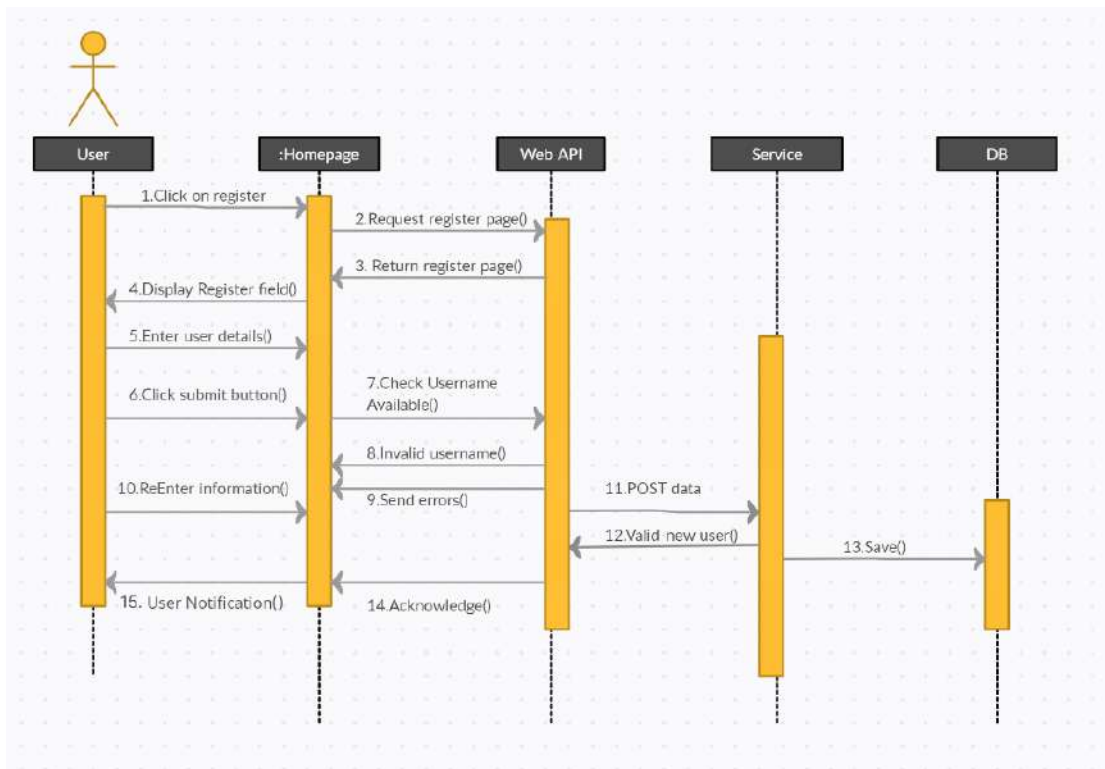 User
:Homepage
Web API
Service
DB
1.Click on register
2.Request register page()
3. Return register page()
4.Display Register field()
5.Enter user details()
6.Click submit button()
7.Check Username
Available()
8.Invalid username()
9.Send errors()
10.ReEnter information()
11.POST data
12.Valid new user()
13.Save()
14.Acknowledge()
15. User Notification()